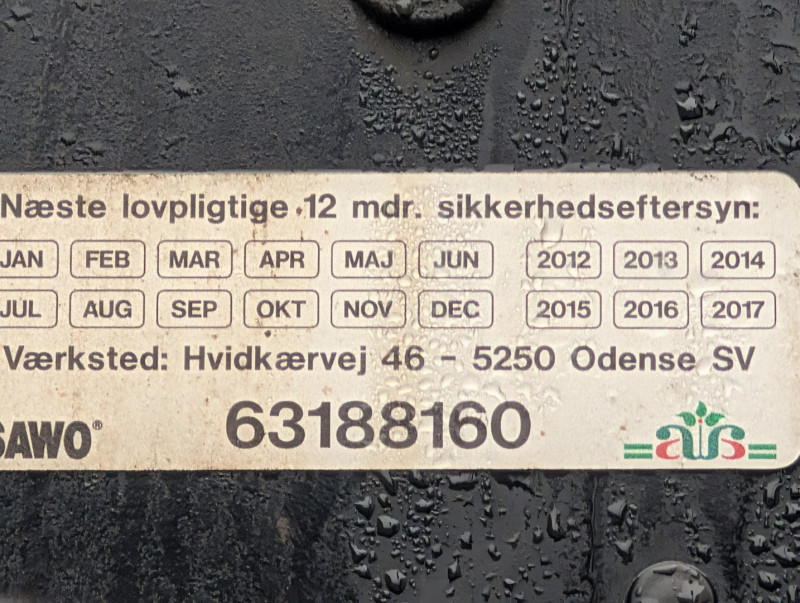 Næste lovpligtige 12 mdr. sikkerhedseftersyn:
JAN FEB MAR APR MAJ JUN 2012 2013 2014
JUL AUG SEP OKT NOV DEC 2015 2016 2017
Værksted: Hvidkærvej 46 - 5250 Odense SV
SAWO® 63188160 ais